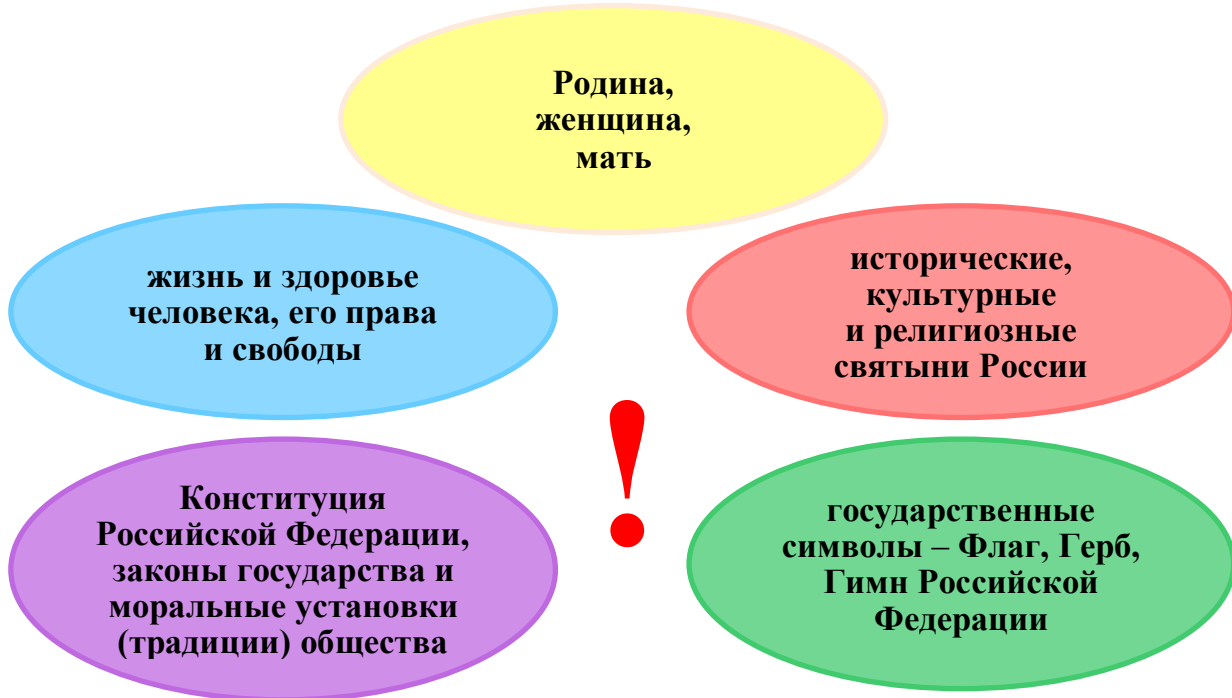 Родина,
женщина,
мать
жизнь и здоровье
человека, его права
и свободы
исторические,
культурные
и религиозные
святыни России
!
Конституция
Российской Федерации,
законы государства и
моральные установки
(традиции) общества
государственные
символы – Флаг, Герб,
Гимн Российской
Федерации